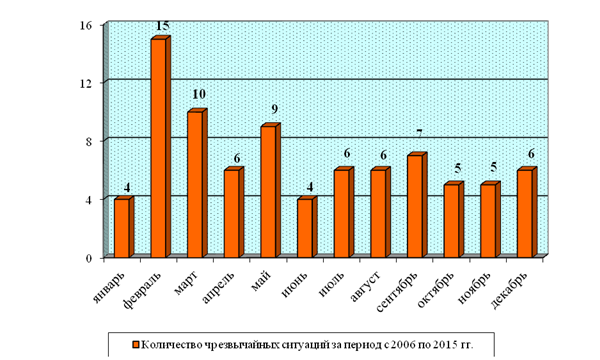 16
12
8
4
0
4
15
10
6
9
4
6
6
7
5
5
6
январь
февраль
март
апрель
май
июнь
июль
август
сентябрь
октябрь
ноябрь
декабрь
Количество чрезвычайных ситуаций за период с 2006 по 2015 гг.